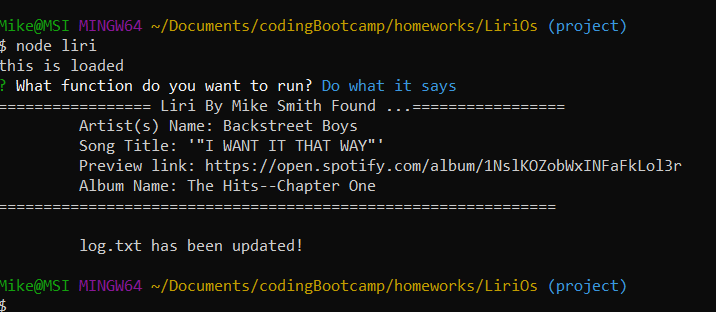 Mike@MSI MINGW64 ~/Documents/codingBootcamp/homeworks/LiriOs (project)
$ node liri
this is loaded
? What function do you want to run? Do what it says
================= Liri By Mike Smith Found ...=================
Artist(s) Name: Backstreet Boys
Song Title: '"I WANT IT THAT WAY"'
Preview link: https://open.spotify.com/album/1NslKOZobWxINFaFkLol3r
Album Name: The Hits--Chapter One
==============================================================
log.txt has been updated!
Mike@MSI MINGW64 ~/Documents/codingBootcamp/homeworks/LiriOs (project)
$